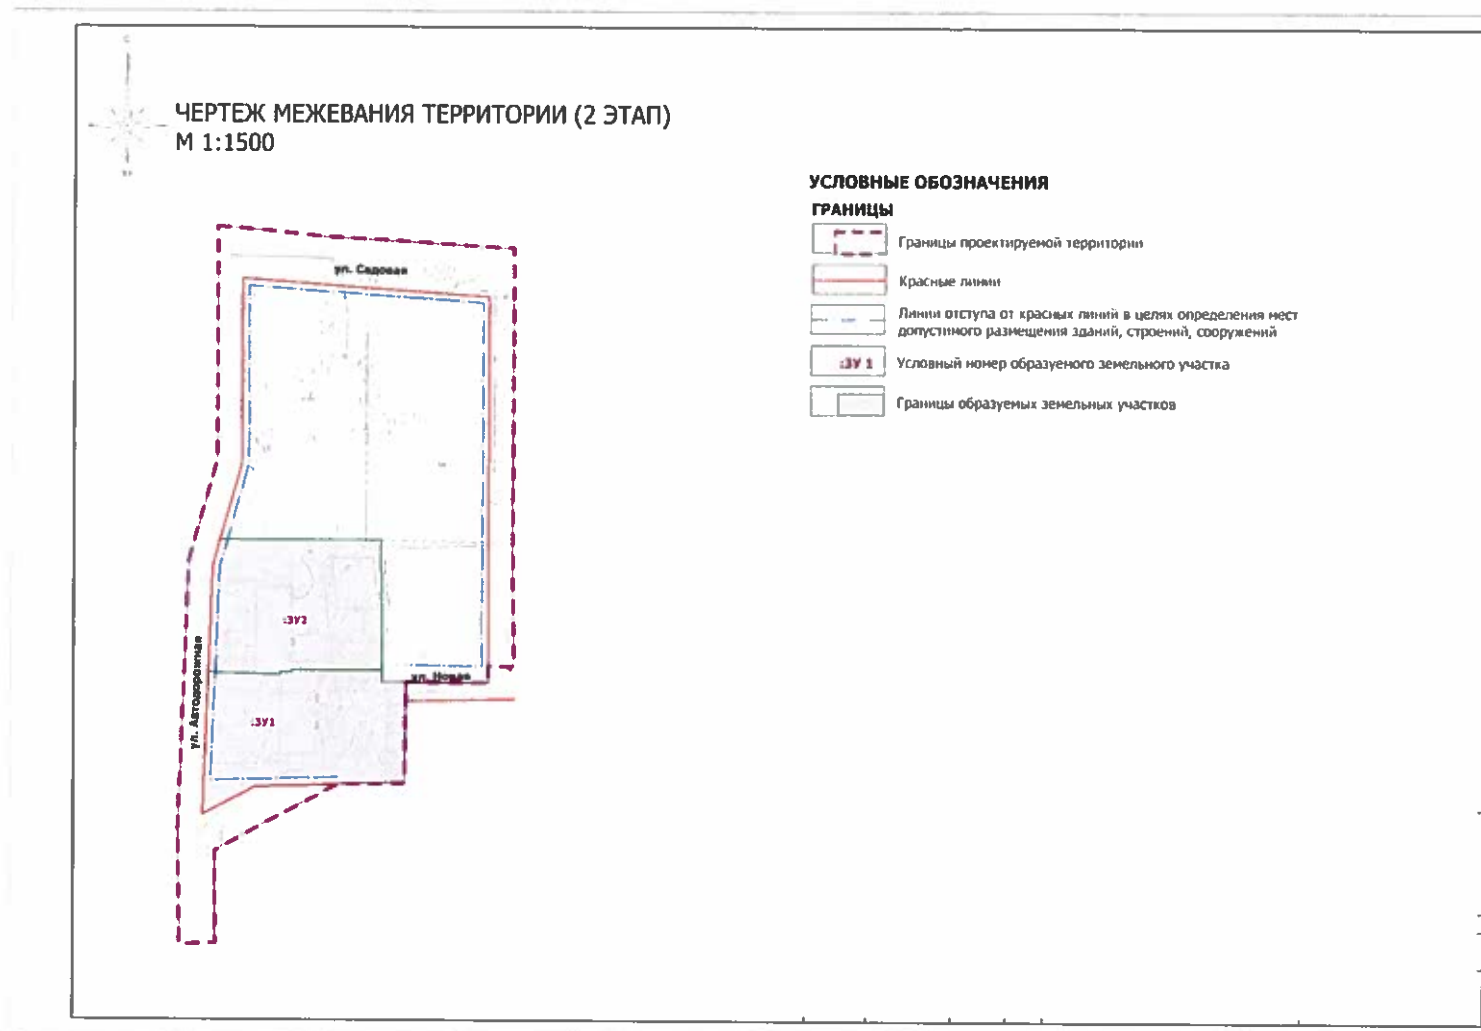 С
ЧЕРТЕЖ МЕЖЕВАНИЯ ТЕРРИТОРИИ (2 ЭТАП)
М 1:1500
УСЛОВНЫЕ ОБОЗНАЧЕНИЯ
ГРАНИЦЫ
Границы проектируемой территории
Красные линии
Линии отступа от красных линий в целях определения мест
допустимого размещения зданий, строений, сооружений
:ЗУ 1
Условный номер образуемого земельного участка
Границы образуемых земельных участков
ул. Садовая
:ЗУ2
ул. Автодорожная
ул. Новая
:ЗУ1